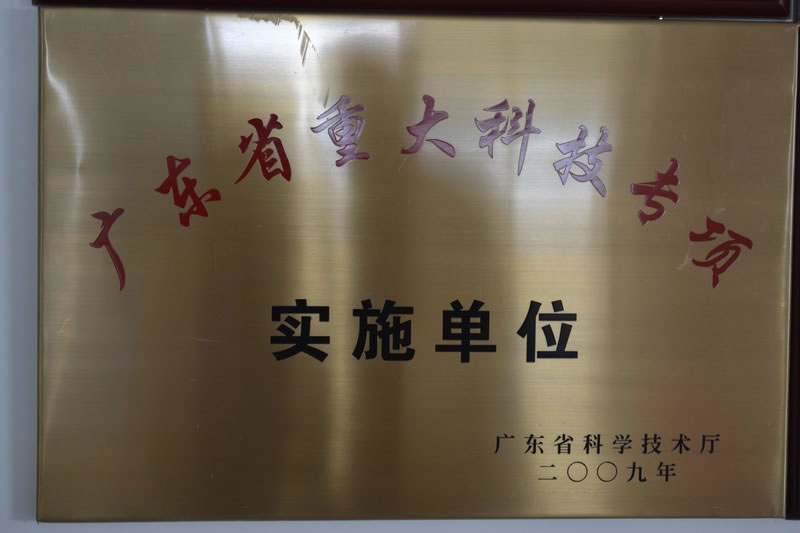 广东省重大科技专项
实施单位
广东省科学技术厅
二〇〇九年